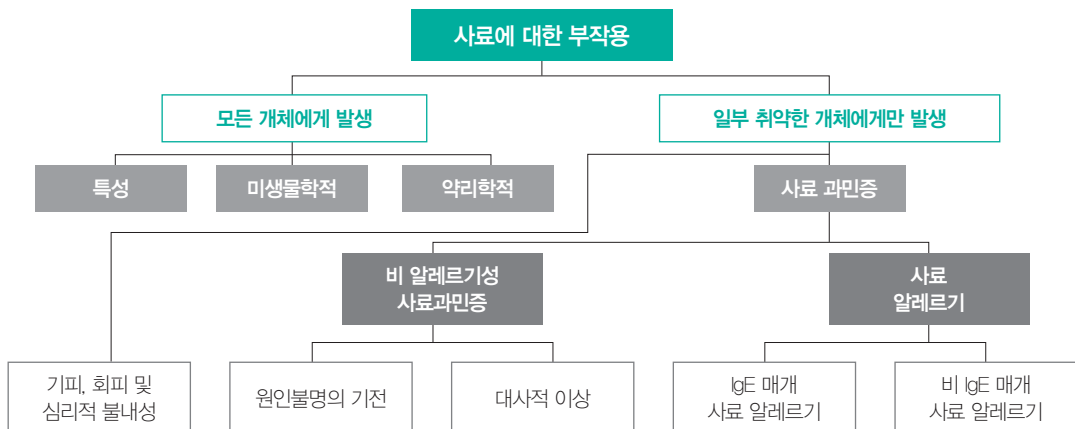 사료에 대한 부작용
모든 개체에게 발생
일부 취약한 개체에게만 발생
특성
미생물학적
약리학적
사료 과민증
비 알레르기성
사료과민증
사료
알레르기
기피, 회피 및
심리적 불내성
원인불명의 기전
대사적 이상
IgE 매개
사료 알레르기
비 IgE 매개
사료 알레르기